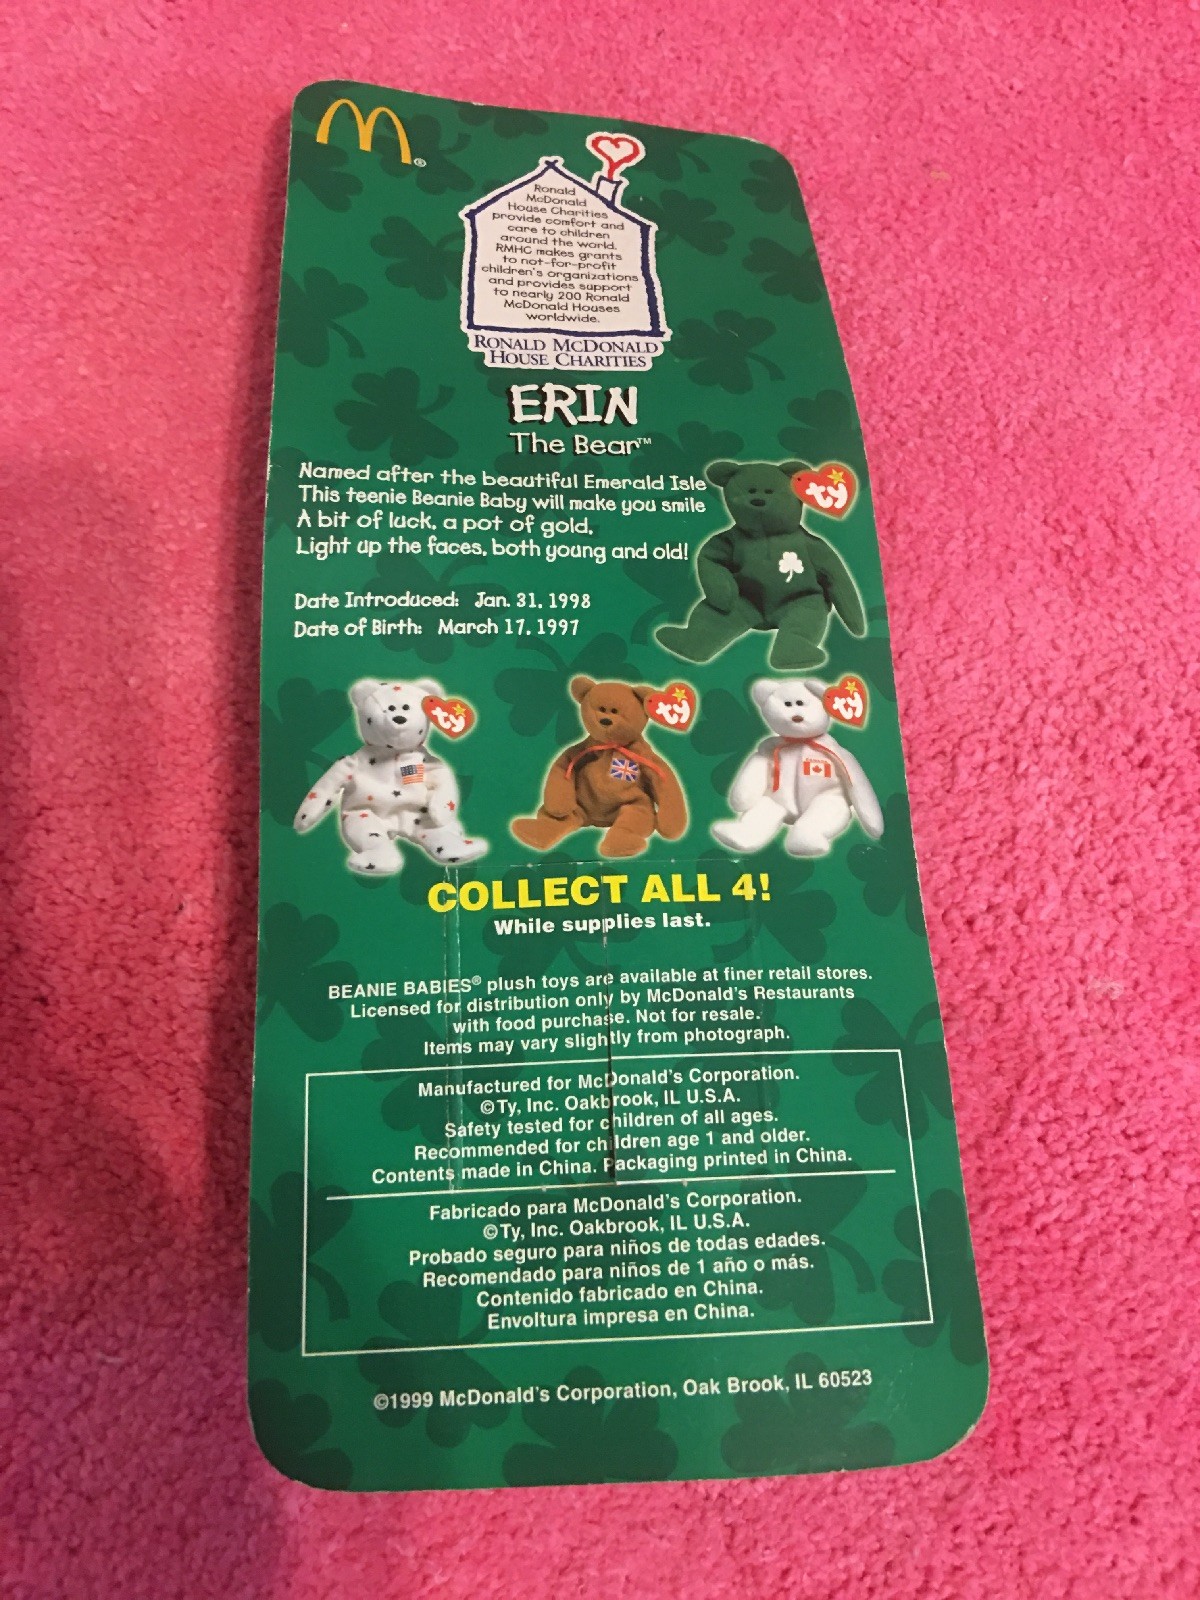 M®
Ronald
McDonald
House Charities
provide comfort and
care to children
around the world.
RMHC makes grants
to not-for-profit
children's organizations
and provides support
to nearly 200 Ronald
McDonald Houses
worldwide.
RONALD MCDONALD
HOUSE CHARITIES
ERIN
The Bear™
Named after the beautiful Emerald Isle
This teenie Beanie Baby will make you smile
A bit of luck, a pot of gold,
Light up the faces, both young and old!
ty
Date Introduced: Jan. 31, 1998
Date of Birth: March 17, 1997
ty
ty
ty
COLLECT ALL 4!
While supplies last.
BEANIE BABIES® plush toys are available at finer retail stores.
Licensed for distribution only by McDonald's Restaurants
with food purchase. Not for resale.
Items may vary slightly from photograph.
Manufactured for McDonald's Corporation.
©Ty, Inc. Oakbrook, IL U.S.A.
Safety tested for children of all ages.
Recommended for children age 1 and older.
Contents made in China. Packaging printed in China.
Fabricado para McDonald's Corporation.
©Ty, Inc. Oakbrook, IL U.S.A.
Probado seguro para niños de todas edades.
Recomendado para niños de 1 año o más.
Contenido fabricado en China.
Envoltura impresa en China.
©1999 McDonald's Corporation, Oak Brook, IL 60523